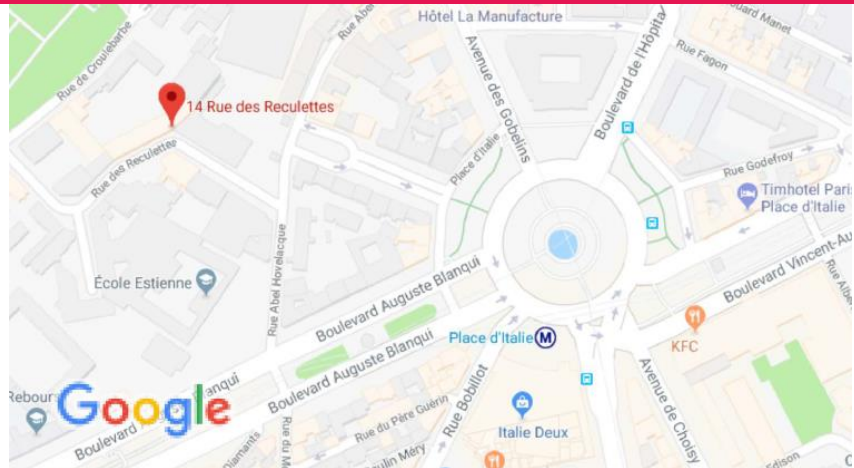 Hôtel La Manufacture
Rue Abel
Avenue des Gobelins
Boulevard de l'Hôpital
Rue Fagon
Rue de Croulebarbe
14 Rue des Reculettes
Rue des Reculettes
Place d'Italie
Rue Godefroy
Timhotel Paris
Place d'Italie
Rue Abel Hovelacque
École Estienne
Boulevard Auguste Blanqui
Boulevard Auguste Blanqui
Place d'Italie M
Boulevard Vincent-Au
KFC
Google
Rue du Père Guérin
Rue Bobillot
Italie Deux
Avenue de Choisy
Boulevard